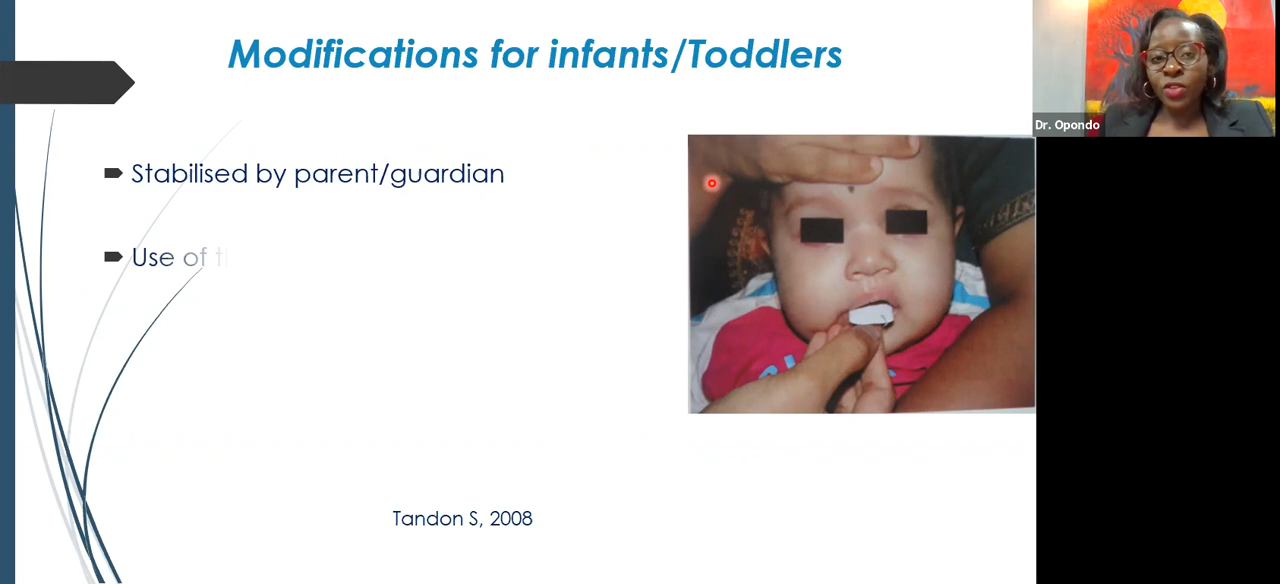 Modifications for infants/Toddlers
Dr. Opondo
Stabilised by parent/guardian
Use of
Tandon S, 2008